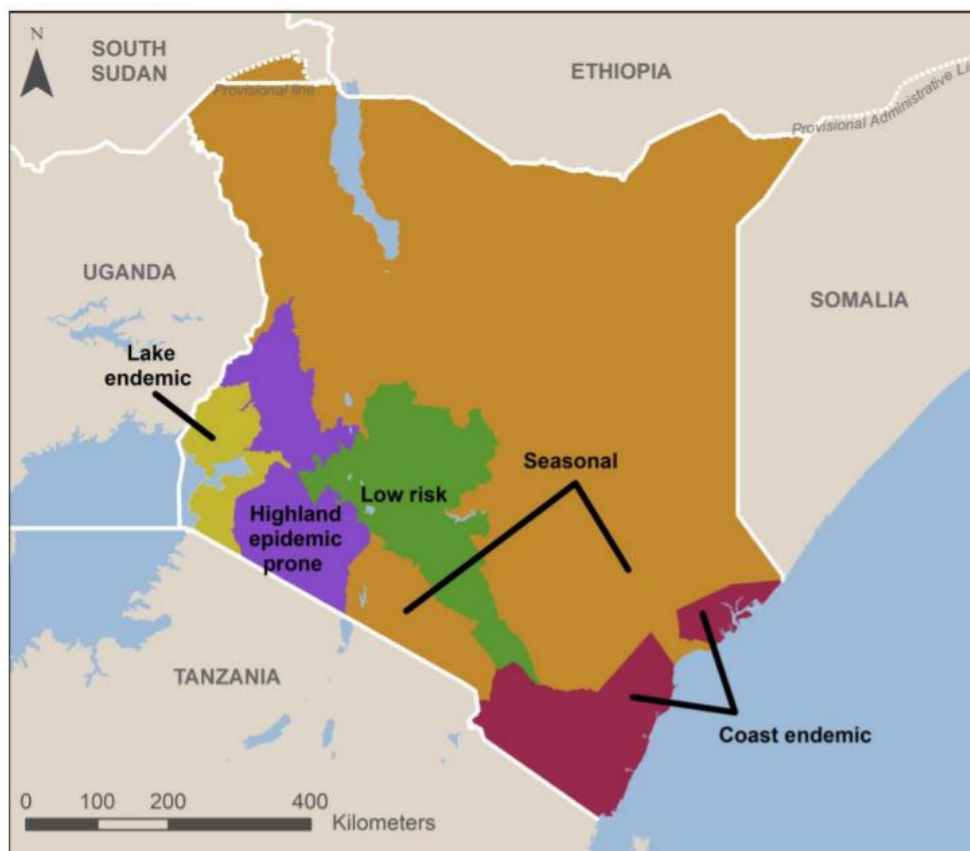 N
SOUTH
SUDAN
ETHIOPIA
Provisional line
Provisional Administrative Li
UGANDA
SOMALIA
Lake
endemic
Seasonal
Low risk
Highland
epidemic
prone
TANZANIA
Coast endemic
0 100 200 400
Kilometers